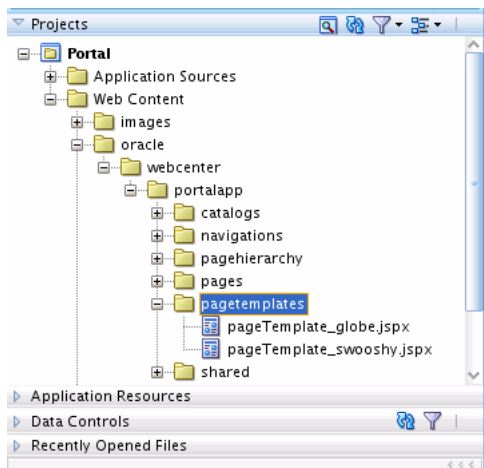 Projects
Portal
Application Sources
Web Content
images
oracle
webcenter
portalapp
catalogs
navigations
pagehierarchy
pages
pagetemplates
pageTemplate_globe.jspx
pageTemplate_swooshy.jspx
shared
Application Resources
Data Controls
Recently Opened Files